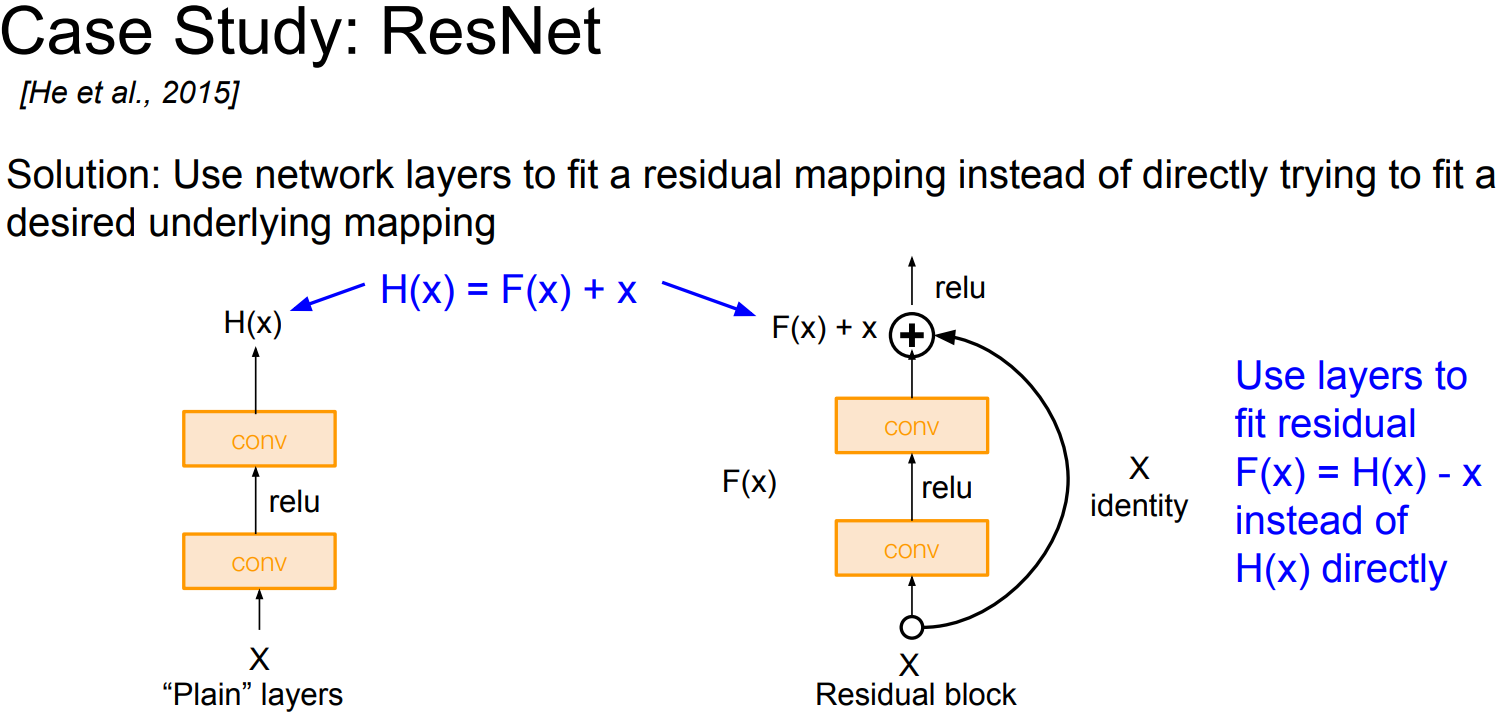 Case Study: ResNet
[He et al., 2015]
Solution: Use network layers to fit a residual mapping instead of directly trying to fit a
desired underlying mapping
H(x) = F(x) + x
H(x)
conv
relu
conv
X
“Plain” layers
relu
F(x) + x
+
conv
F(x)
relu
conv
X
identity
X
Residual block
Use layers to
fit residual
F(x) = H(x) - x
instead of
H(x) directly